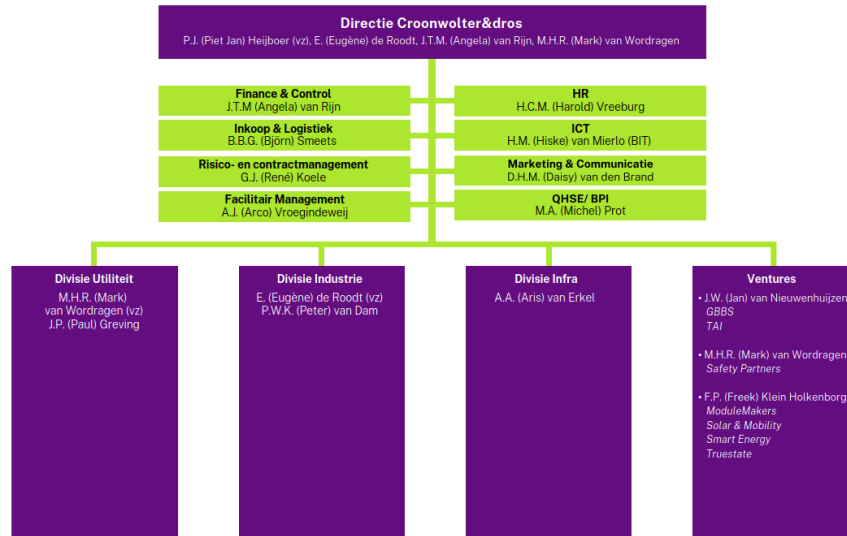 Directie Croonwolter&dros
P.J. (Piet Jan) Heijboer (vz), E. (Eugène) de Roodt, J.T.M. (Angela) van Rijn, M.H.R. (Mark) van Wordragen
Finance & Control
J.T.M (Angela) van Rijn
HR
H.C.M. (Harold) Vreeburg
Inkoop & Logistiek
B.B.G. (Björn) Smeets
ICT
H.M. (Hiske) van Mierlo (BIT)
Risico- en contractmanagement
G.J. (René) Koele
Marketing & Communicatie
D.H.M. (Daisy) van den Brand
Facilitair Management
A.J. (Arco) Vroegindeweij
QHSE/ BPI
M.A. (Michel) Prot
Divisie Utiliteit
M.H.R. (Mark)
van Wordragen (vz)
J.P. (Paul) Greving
Divisie Industrie
E. (Eugène) de Roodt (vz)
P.W.K. (Peter) van Dam
Divisie Infra
A.A. (Aris) van Erkel
Ventures
• J.W. (Jan) van Nieuwenhuijzen
GBBS
TAI
• M.H.R. (Mark) van Wordragen
Safety Partners
• F.P. (Freek) Klein Holkenborg
ModuleMakers
Solar & Mobility
Smart Energy
Truestate